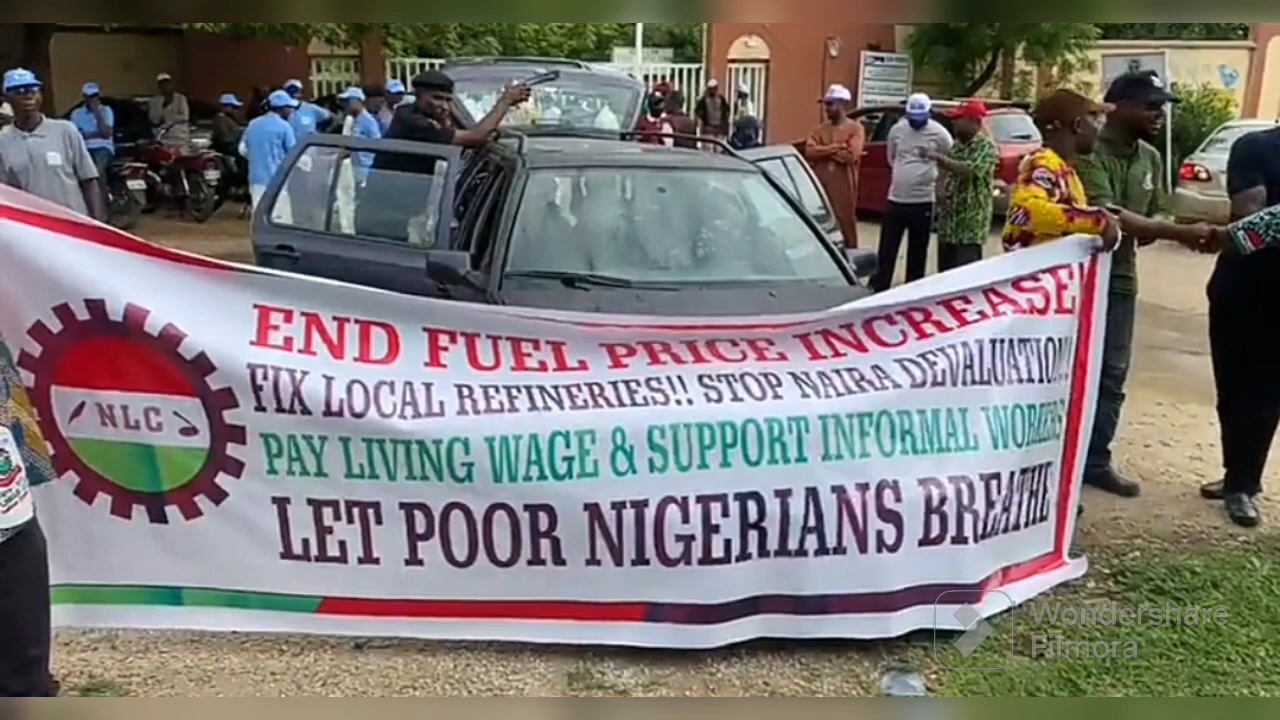 NLC
END FUEL PRICE INCREASE
FIX LOCAL REFINERIES!! STOP NAIRA DEVALUATION!!
PAY LIVING WAGE & SUPPORT INFORMAL WORKERS
LET POOR NIGERIANS BREATHE
Wondershare
Filmora